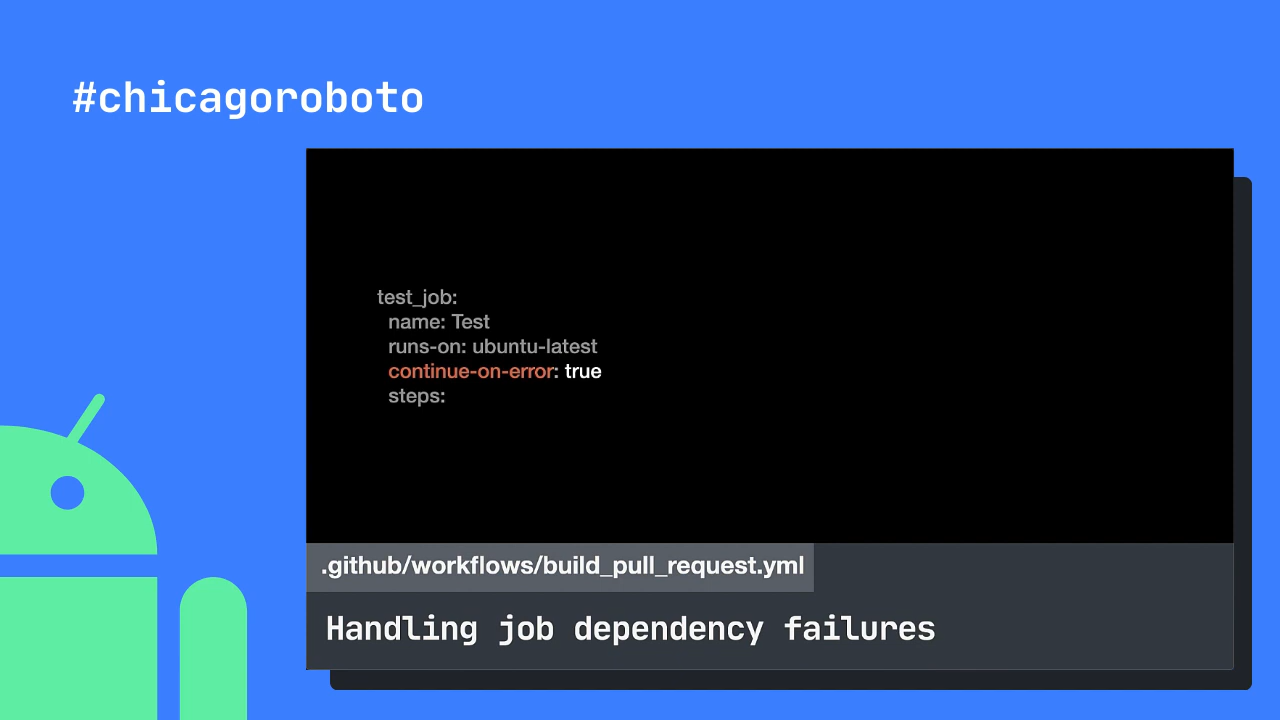 #chicagoroboto
test_job:
name: Test
runs-on: ubuntu-latest
continue-on-error: true
steps:
.github/workflows/build_pull_request.yml
Handling job dependency failures